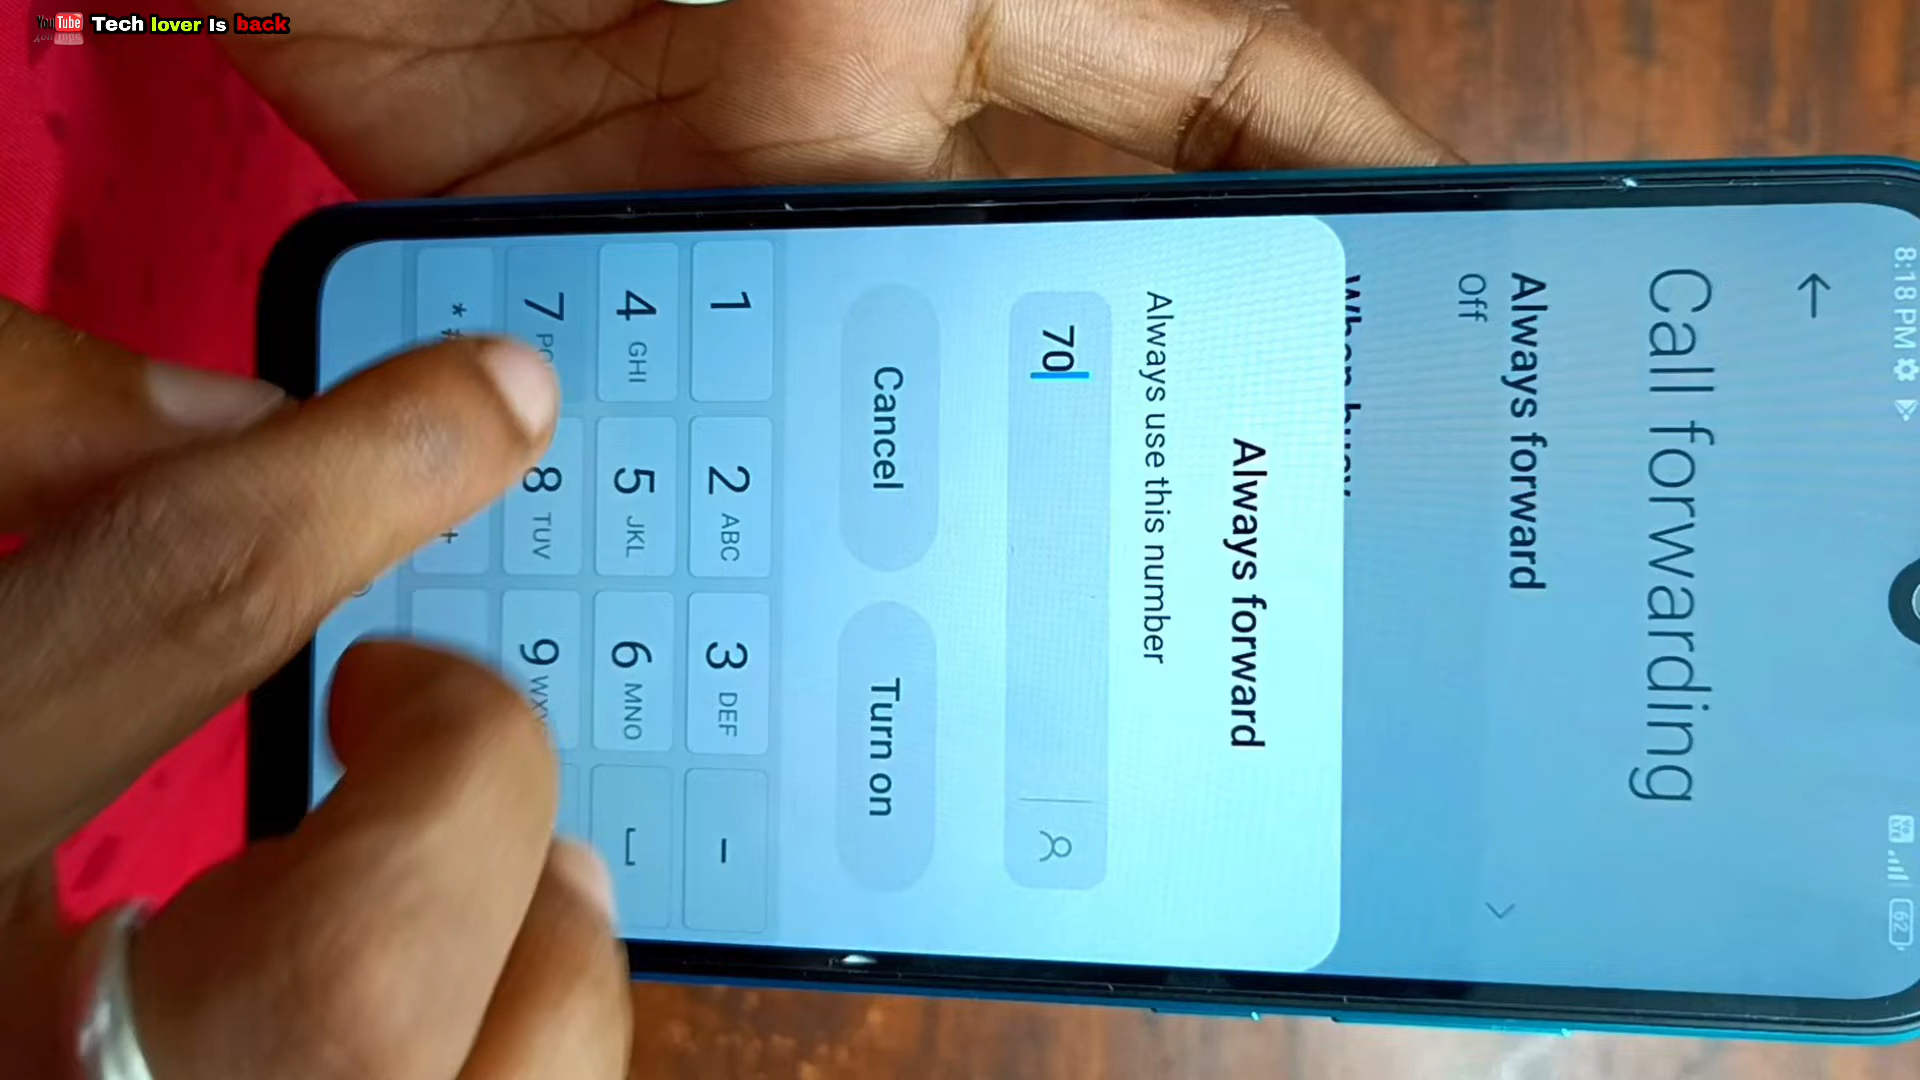 YouTube Tech lover Is back
8:18 PM
62
Call forwarding
Always forward
Off
When busy
Always forward
Always use this number
70
Cancel
Turn on
1
2 ABC
3 DEF
-
4 GHI
5 JKL
6 MNO
7
8 TUV
9
*
+